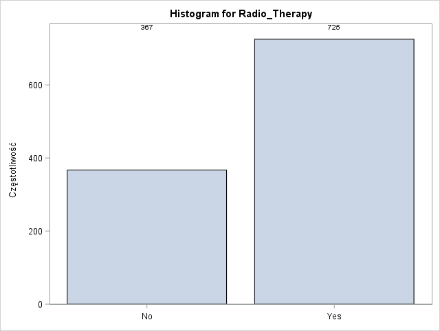 Histogram for Radio_Therapy
367 726
600
400
200
0
Częstotliwość
No Yes